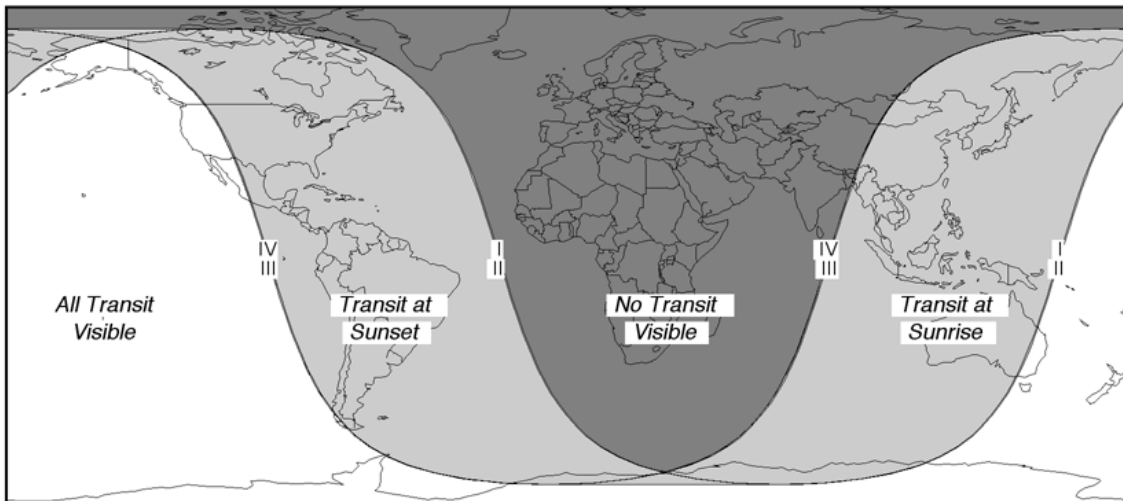 IV
III
I
II
IV
III
I
II
All Transit
Visible
Transit at
Sunset
No Transit
Visible
Transit at
Sunrise